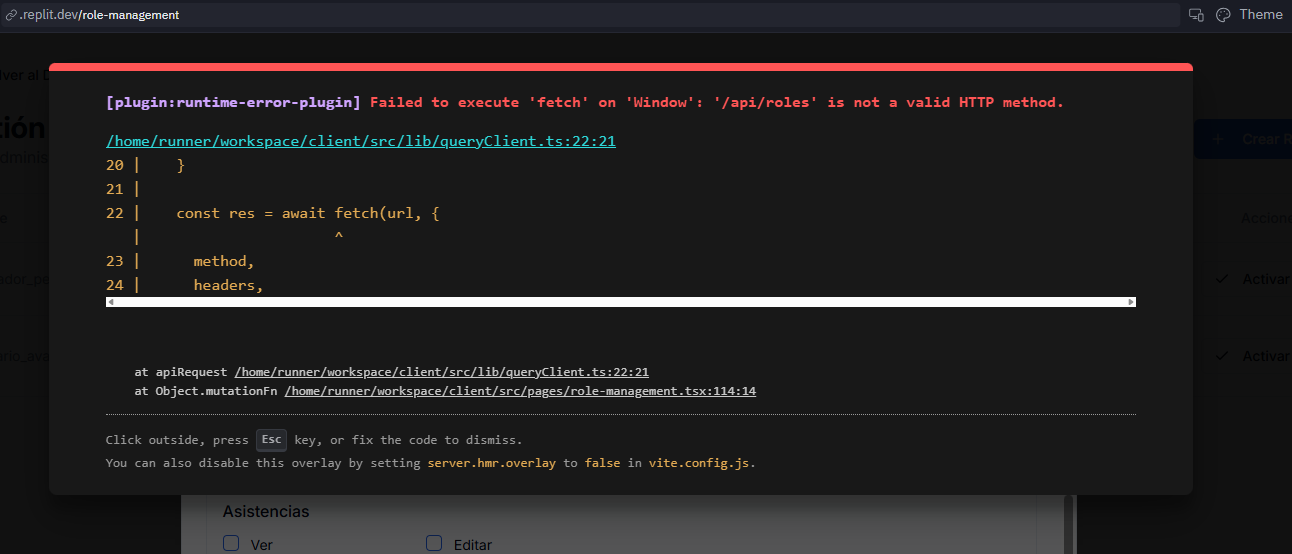 .replit.dev/role-management
Theme
lver al D
[plugin:runtime-error-plugin] Failed to execute 'fetch' on 'Window': '/api/roles' is not a valid HTTP method.
tión
Crear R
/home/runner/workspace/client/src/lib/queryClient.ts:22:21
dminis
20 | }
21 |
22 | const res = await fetch(url, {
| ^
23 | method,
24 | headers,
Accione
dor_pe
Activar
at apiRequest /home/runner/workspace/client/src/lib/queryClient.ts:22:21
at Object.mutationFn /home/runner/workspace/client/src/pages/role-management.tsx:114:14
ario_ava
Activar
Click outside, press Esc key, or fix the code to dismiss.
You can also disable this overlay by setting server.hmr.overlay to false in vite.config.js.
Asistencias
Ver
Editar